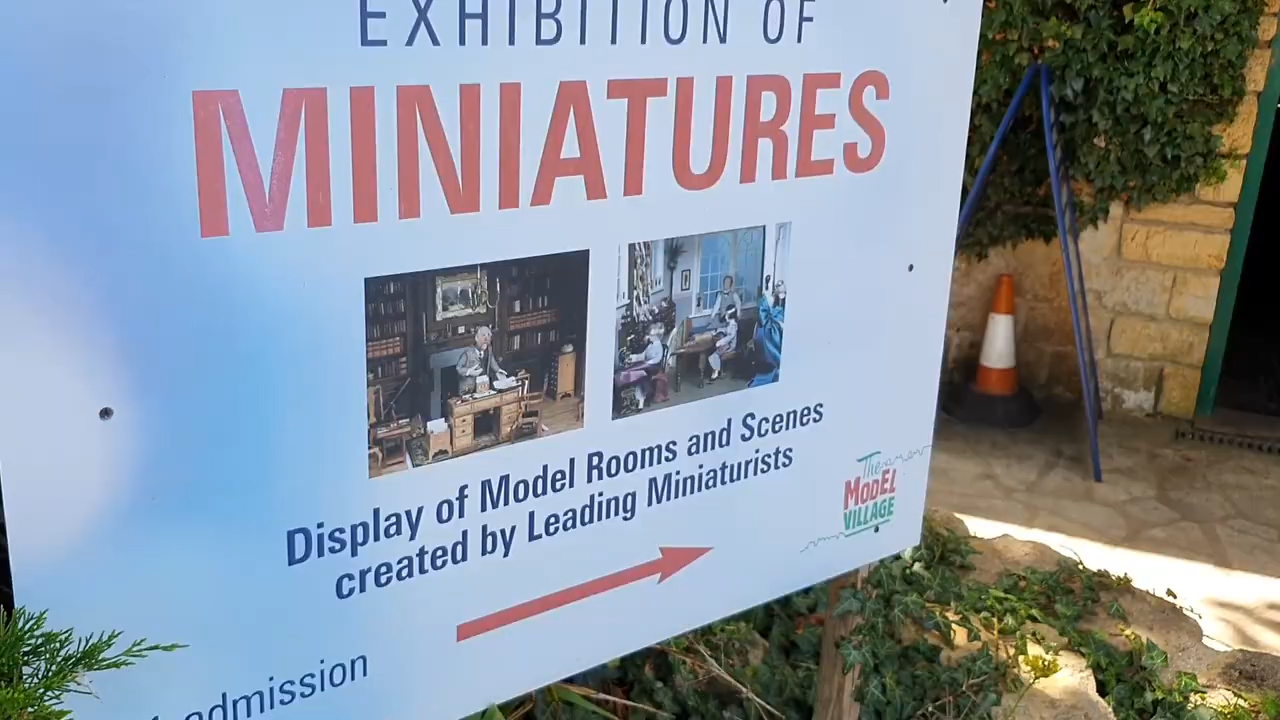 EXHIBITION OF
MINIATURES
Display of Model Rooms and Scenes
created by Leading Miniaturists
The
MODEL
VILLAGE
admission